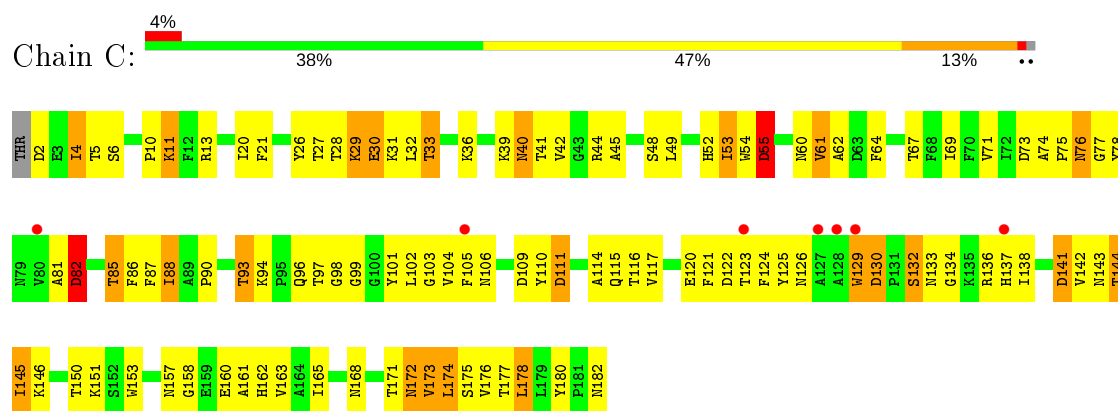 4%
Chain C:
38% 47% 13% ••
THR D2 E3 I4 T5 S6 P10 K11 F12 R13 I20 F21 Y26 T27 T28 K29 E30 K31 L32 T33 K36 K39 N40 T41 V42 G43 R44 A45 S48 L49 H52 I53 W54 D55 N60 V61 A62 D63 F64 T67 F68 I69 F70 V71 I72 D73 A74 P75 N76 G77 Y78
N79 V80 A81 D82 T85 F86 F87 I88 A89 P90 T93 K94 P95 Q96 T97 G98 G99 G100 Y101 L102 G103 V104 F105 N106 D109 Y110 D111 A114 Q115 T116 V117 E120 F121 D122 T123 F124 Y125 N126 A127 A128 W129 D130 P131 S132 N133 G134 K135 R136 H137 I138 D141 V142 N143 T144
I145 K146 T150 K151 S152 W153 N157 G158 E159 E160 A161 H162 V163 A164 I165 N168 T171 N172 V173 L174 S175 V176 T177 L178 L179 Y180 P181 N182